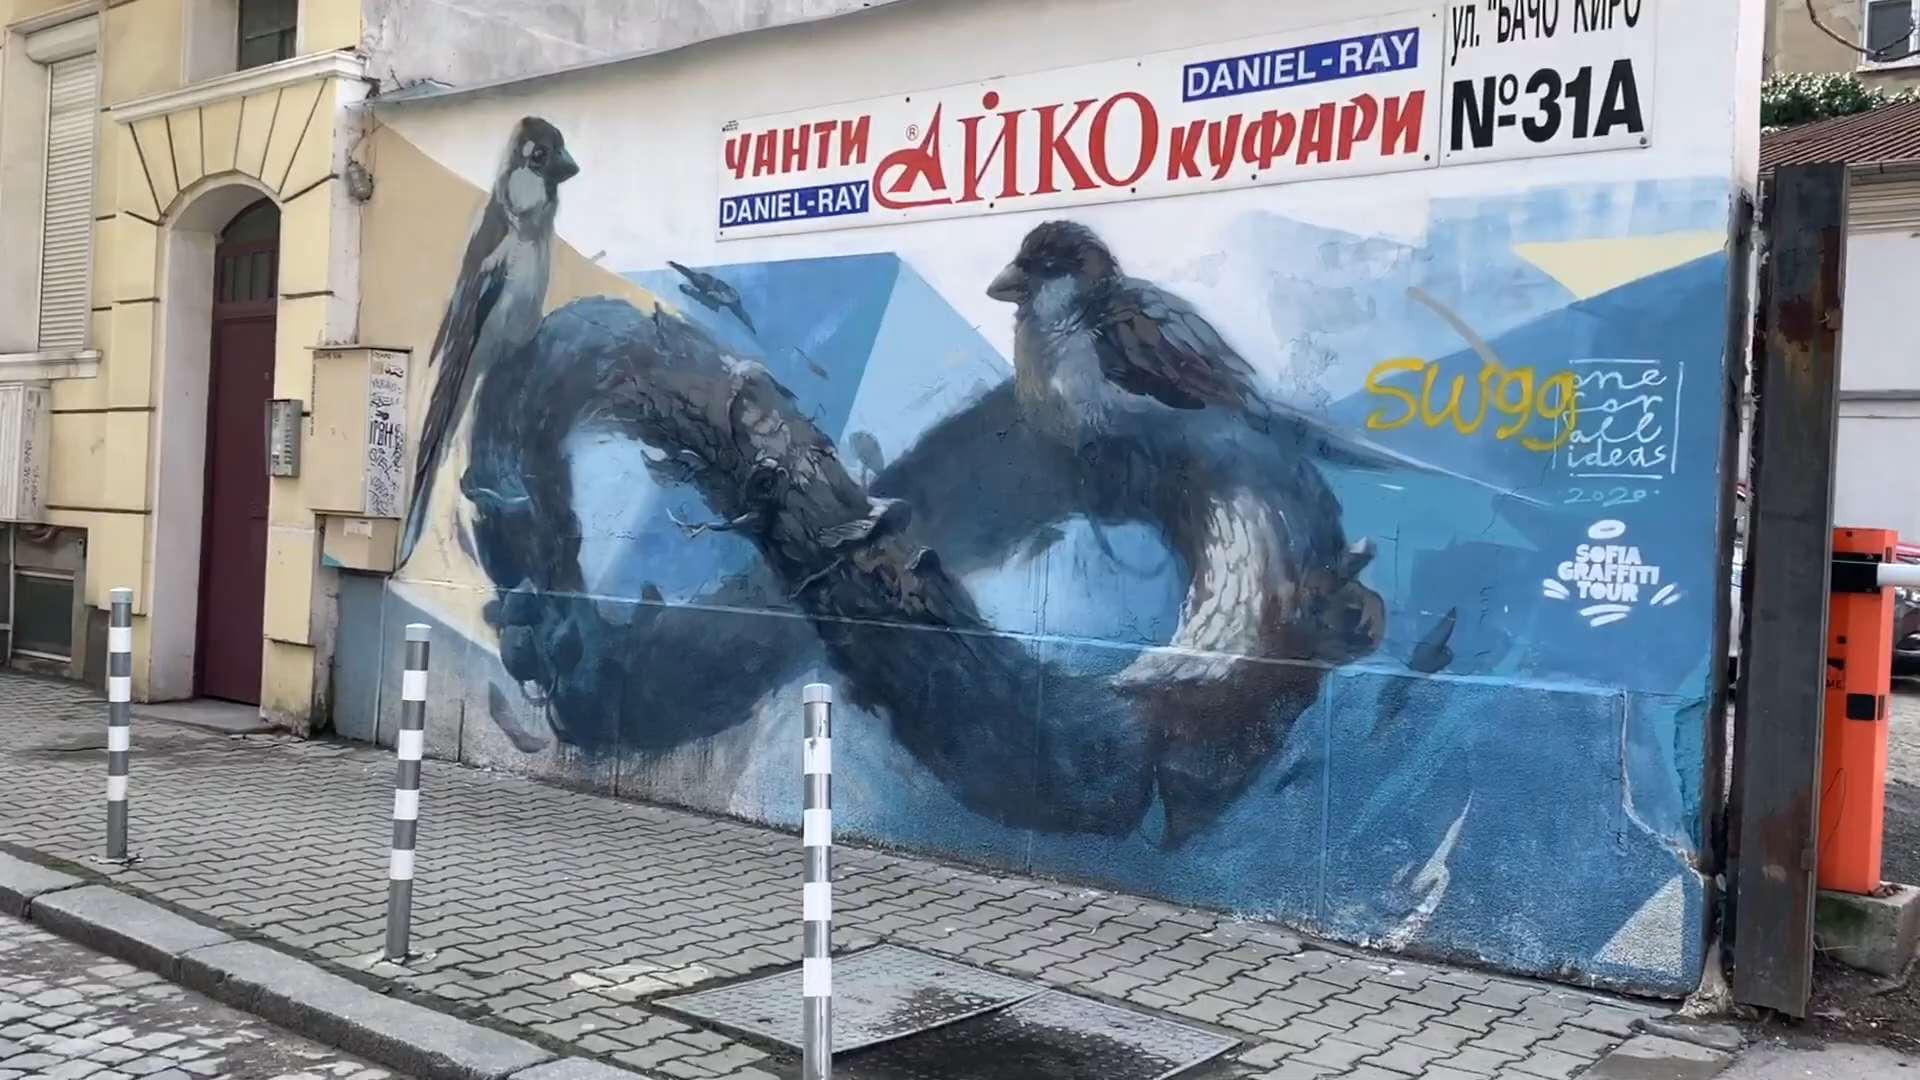 DANIEL-RAY
ЧАНТИ ®АЙКО КУФАРИ
DANIEL-RAY
ул. "БАЧО КИРО"
№31А
swgg
one
for
all
ideas
2020
SOFIA
GRAFFITI
TOUR